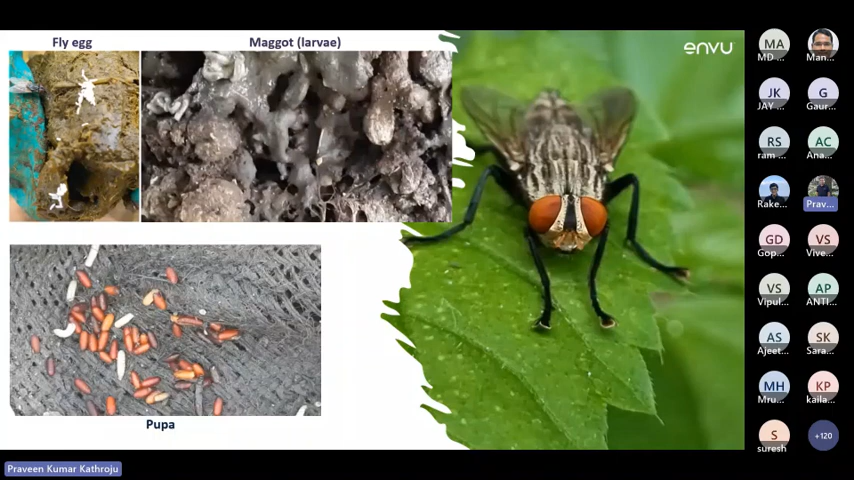 Fly egg
Maggot (larvae)
envu
Pupa
MA
MD ...
Man...
JK
JAY ...
G
Gaur...
RS
ram ...
AC
Ana...
Rake...
Prav...
GD
Gop...
VS
Vive...
VS
Vipul...
AP
ANTI...
AS
Ajeet...
SK
Sara...
MH
Mru...
KP
kaila...
S
suresh
+120
Praveen Kumar Kathroju